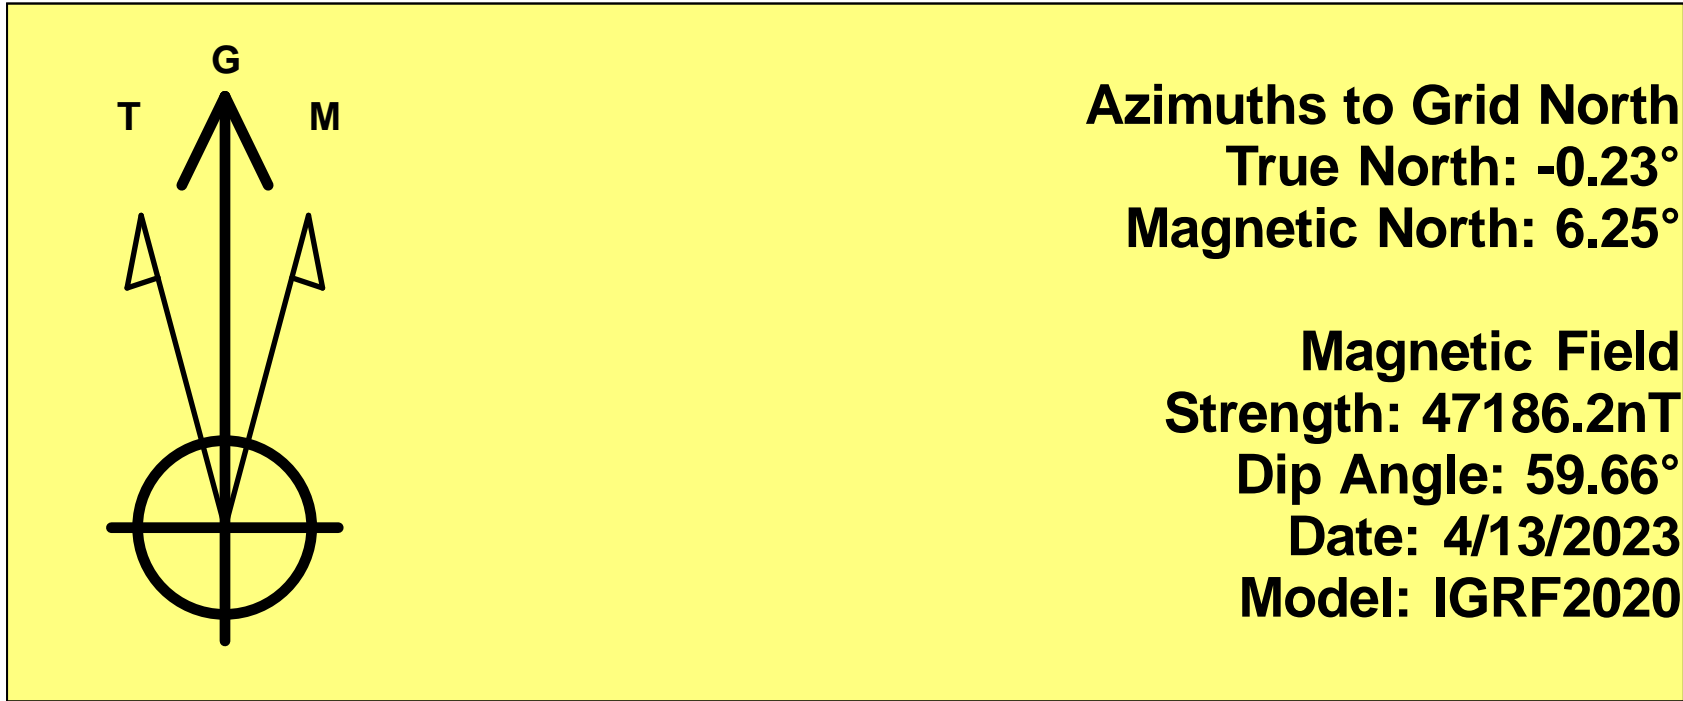 G
T M
Azimuths to Grid North
True North: -0.23°
Magnetic North: 6.25°
Magnetic Field
Strength: 47186.2nT
Dip Angle: 59.66°
Date: 4/13/2023
Model: IGRF2020